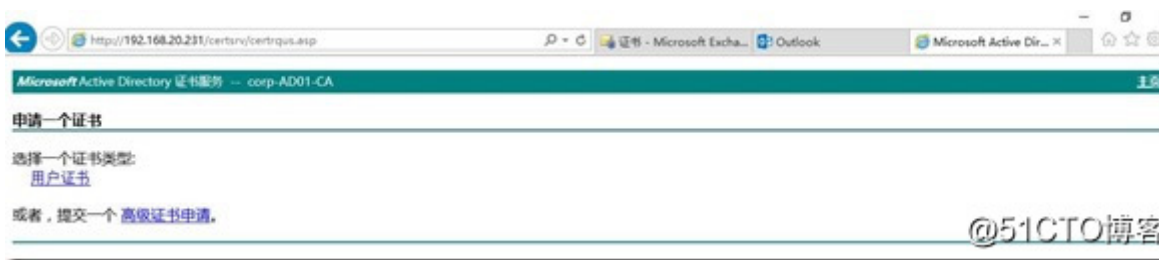 http://192.168.20.231/certsrv/certrqus.asp
证书 - Microsoft Excha...
Outlook
Microsoft Active Dir...
Microsoft Active Directory 证书服务 -- corp-AD01-CA
主页
申请一个证书
选择一个证书类型:
用户证书
或者，提交一个 高级证书申请。
@51CTO博客